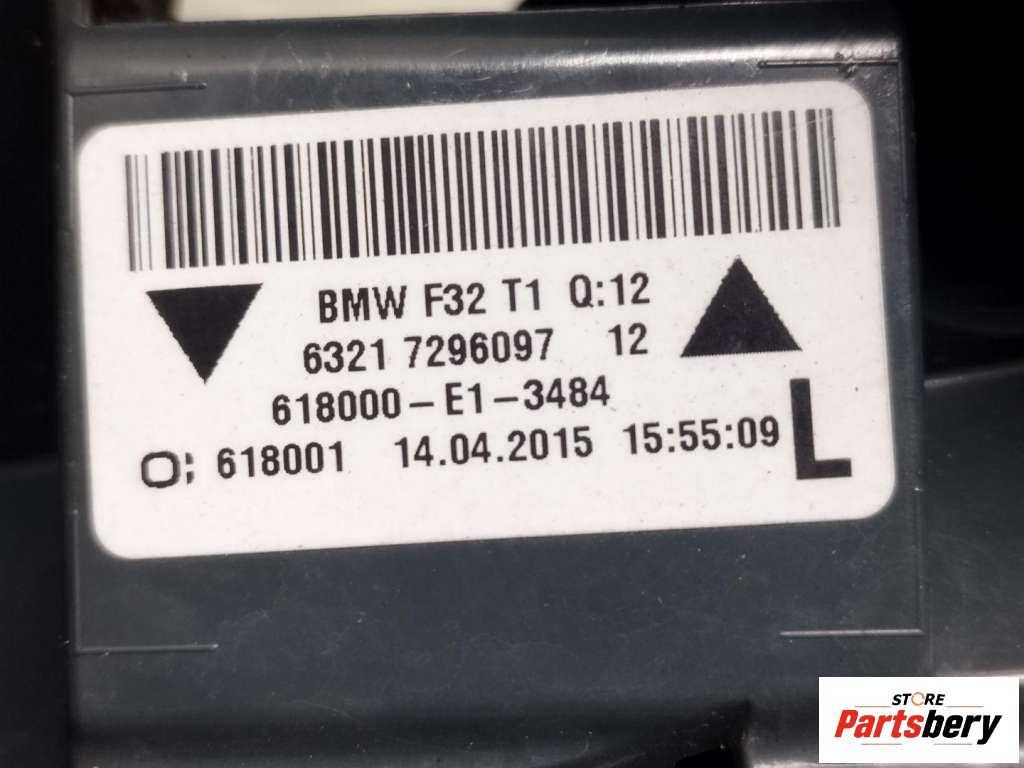 BMW F32 T1 Q:12
6321 7296097 12
618000-E1-3484
O; 618001 14.04.2015 15:55:09
L
STORE
Partsbery